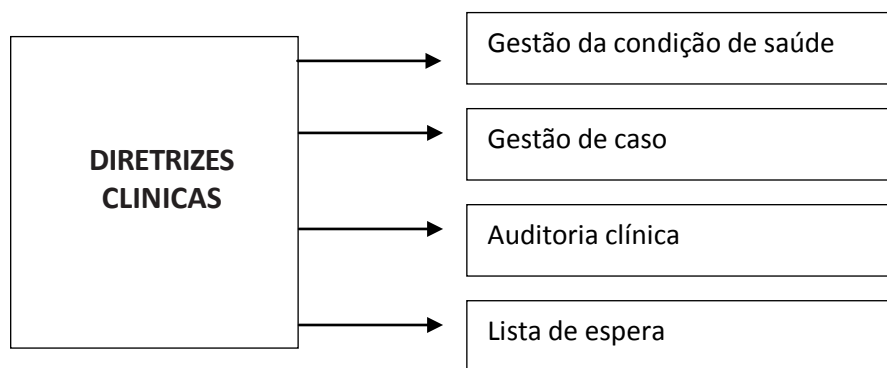 Gestão da condição de saúde
Gestão de caso
DIRETRIZES
CLINICAS
Auditoria clínica
Lista de espera